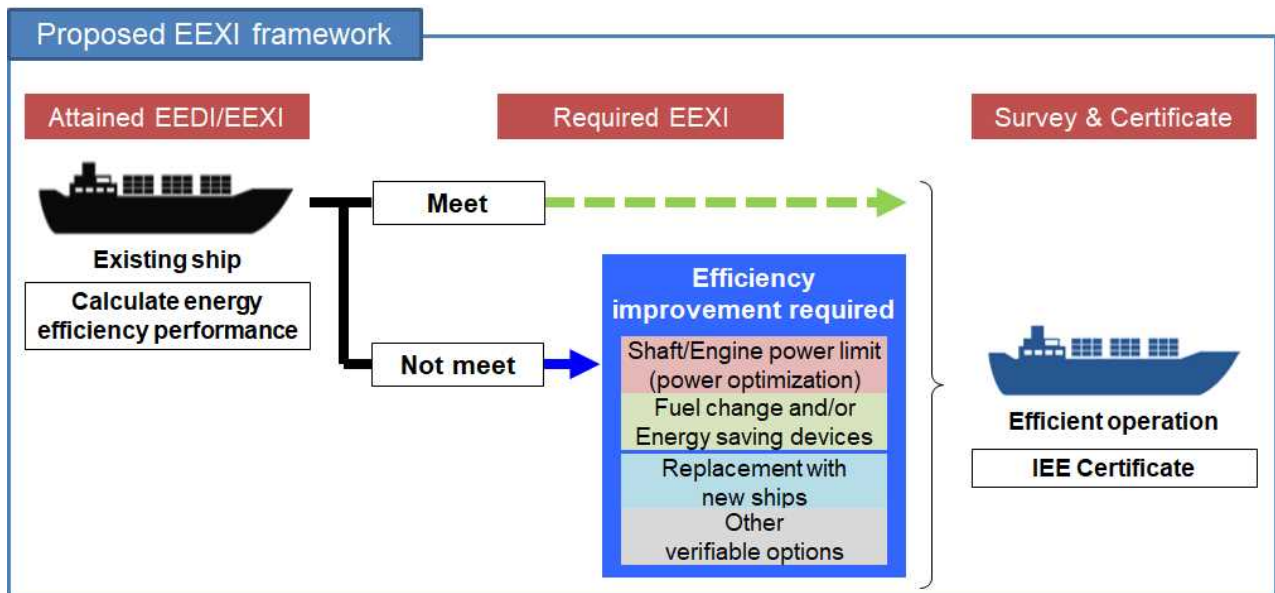 Proposed EEXI framework
Attained EEDI/EEXI
Required EEXI
Survey & Certificate
Existing ship
Calculate energy
efficiency performance
Meet
Not meet
Efficiency
improvement required
Shaft/Engine power limit
(power optimization)
Fuel change and/or
Energy saving devices
Replacement with
new ships
Other
verifiable options
Efficient operation
IEE Certificate